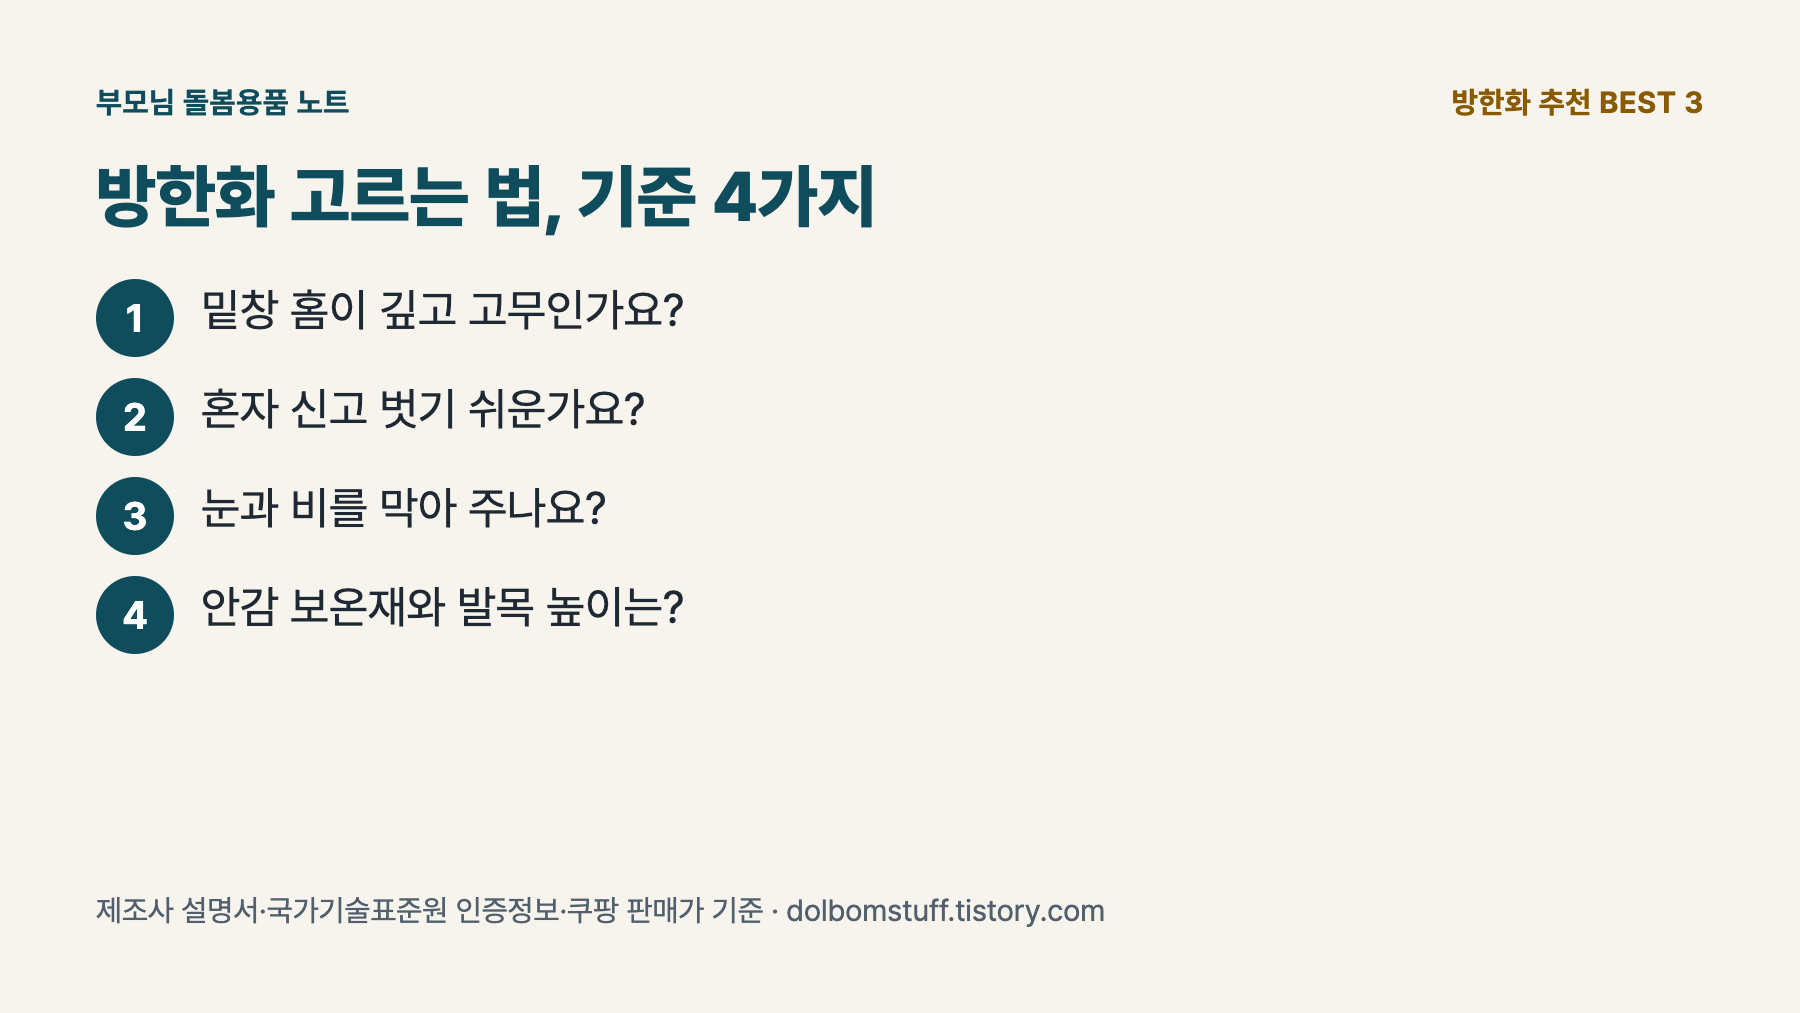 부모님 돌봄용품 노트
방한화 추천 BEST 3
방한화 고르는 법, 기준 4가지
1 밑창 홈이 깊고 고무인가요?
2 혼자 신고 벗기 쉬운가요?
3 눈과 비를 막아 주나요?
4 안감 보온재와 발목 높이는?
제조사 설명서·국가기술표준원 인증정보·쿠팡 판매가 기준 · dolbomstuff.tistory.com